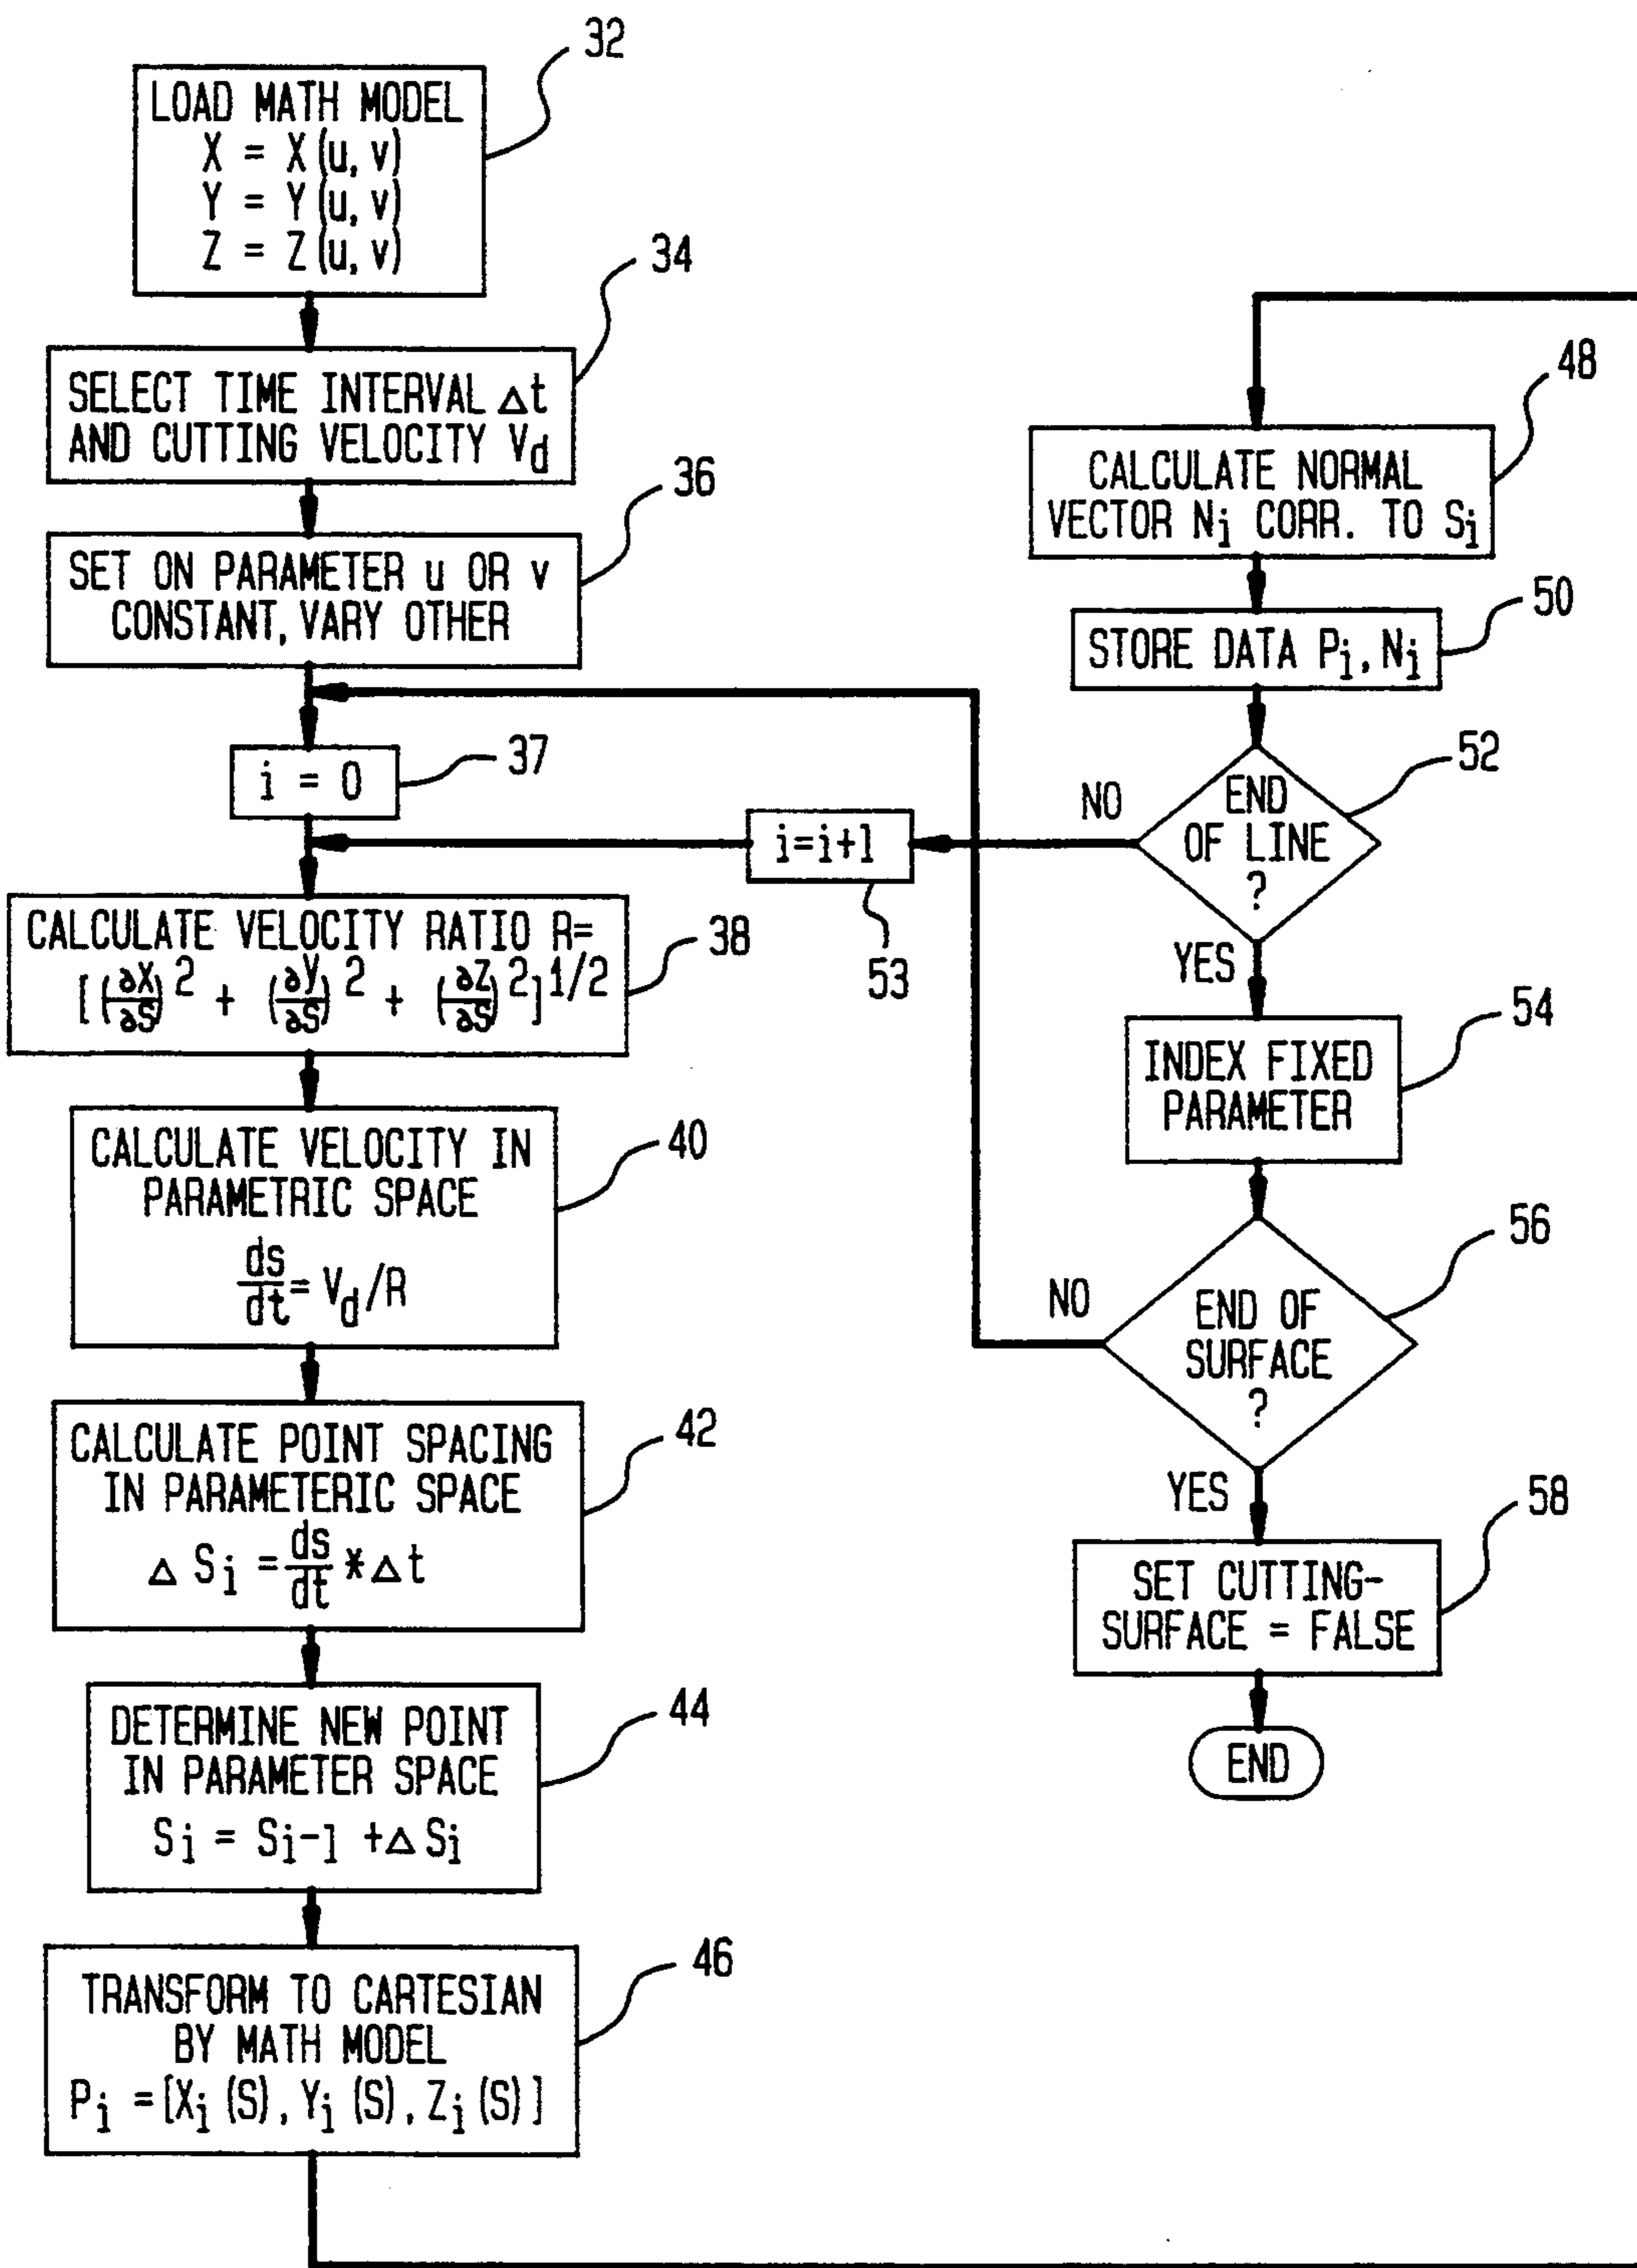 32
LOAD MATH MODEL
X = X(u, v)
Y = Y(u, v)
Z = Z(u, v)
34
SELECT TIME INTERVAL Δt
AND CUTTING VELOCITY Vd
36
SET ON PARAMETER u OR v
CONSTANT, VARY OTHER
37
i = 0
38
CALCULATE VELOCITY RATIO R=
[(∂X/∂S)2 + (∂Y/∂S)2 + (∂Z/∂S)2]1/2
40
CALCULATE VELOCITY IN
PARAMETRIC SPACE
ds/dt = Vd/R
42
CALCULATE POINT SPACING
IN PARAMETERIC SPACE
Δ Si = ds/dt * Δt
44
DETERMINE NEW POINT
IN PARAMETER SPACE
Si = Si-1 + Δ Si
46
TRANSFORM TO CARTESIAN
BY MATH MODEL
Pi = [Xi (S), Yi (S), Zi (S)]
48
CALCULATE NORMAL
VECTOR Ni CORR. TO Si
50
STORE DATA Pi, Ni
52
END
OF LINE
?
NO
i=i+1
53
YES
54
INDEX FIXED
PARAMETER
56
END OF
SURFACE
?
NO
YES
58
SET CUTTING-
SURFACE = FALSE
END